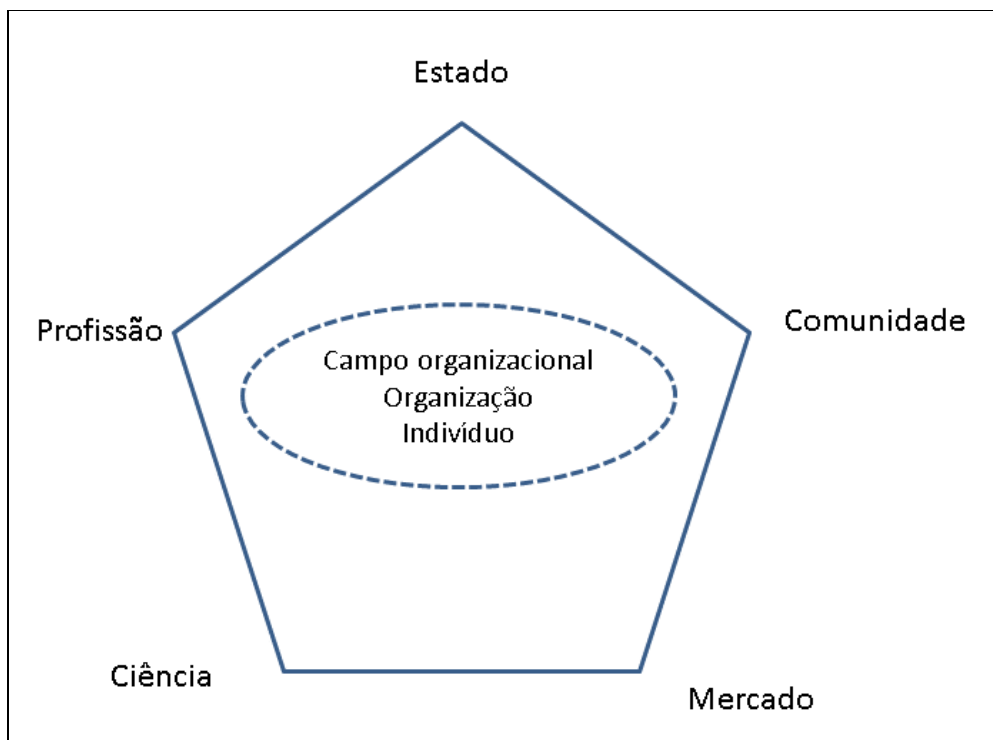 Estado
Profissão
Comunidade
Campo organizacional
Organização
Indivíduo
Ciência
Mercado